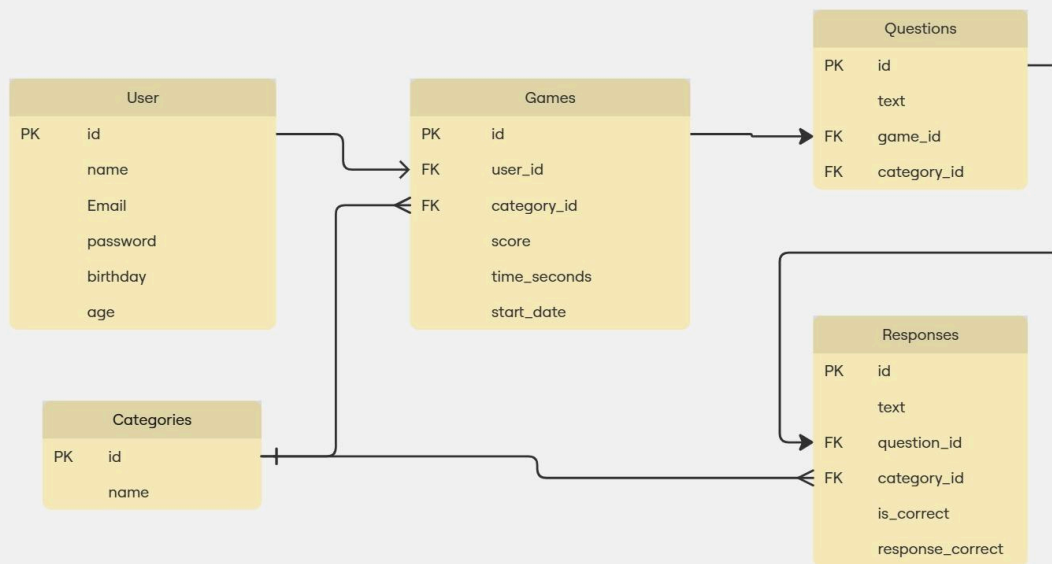 User
PK id
name
Email
password
birthday
age
Games
PK id
FK user_id
FK category_id
score
time_seconds
start_date
Questions
PK id
text
FK game_id
FK category_id
Categories
PK id
name
Responses
PK id
text
FK question_id
FK category_id
is_correct
response_correct